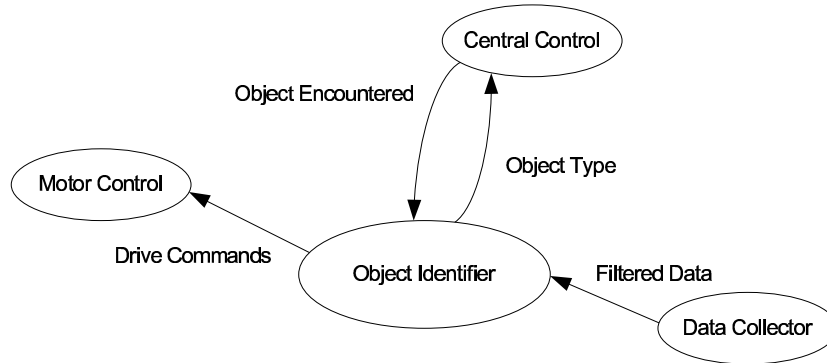 Central Control
Object Encountered
Object Type
Motor Control
Drive Commands
Object Identifier
Filtered Data
Data Collector